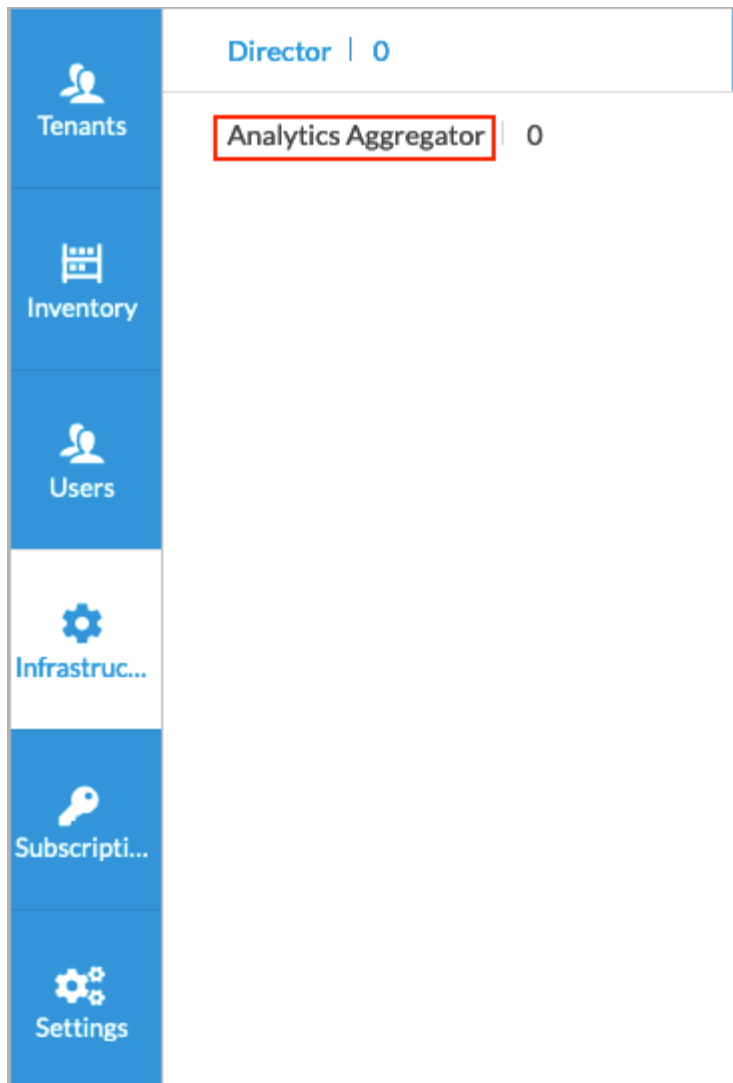 Director | 0
Tenants
Analytics Aggregator | 0
Inventory
Users
Infrastruc...
Subscripti...
Settings